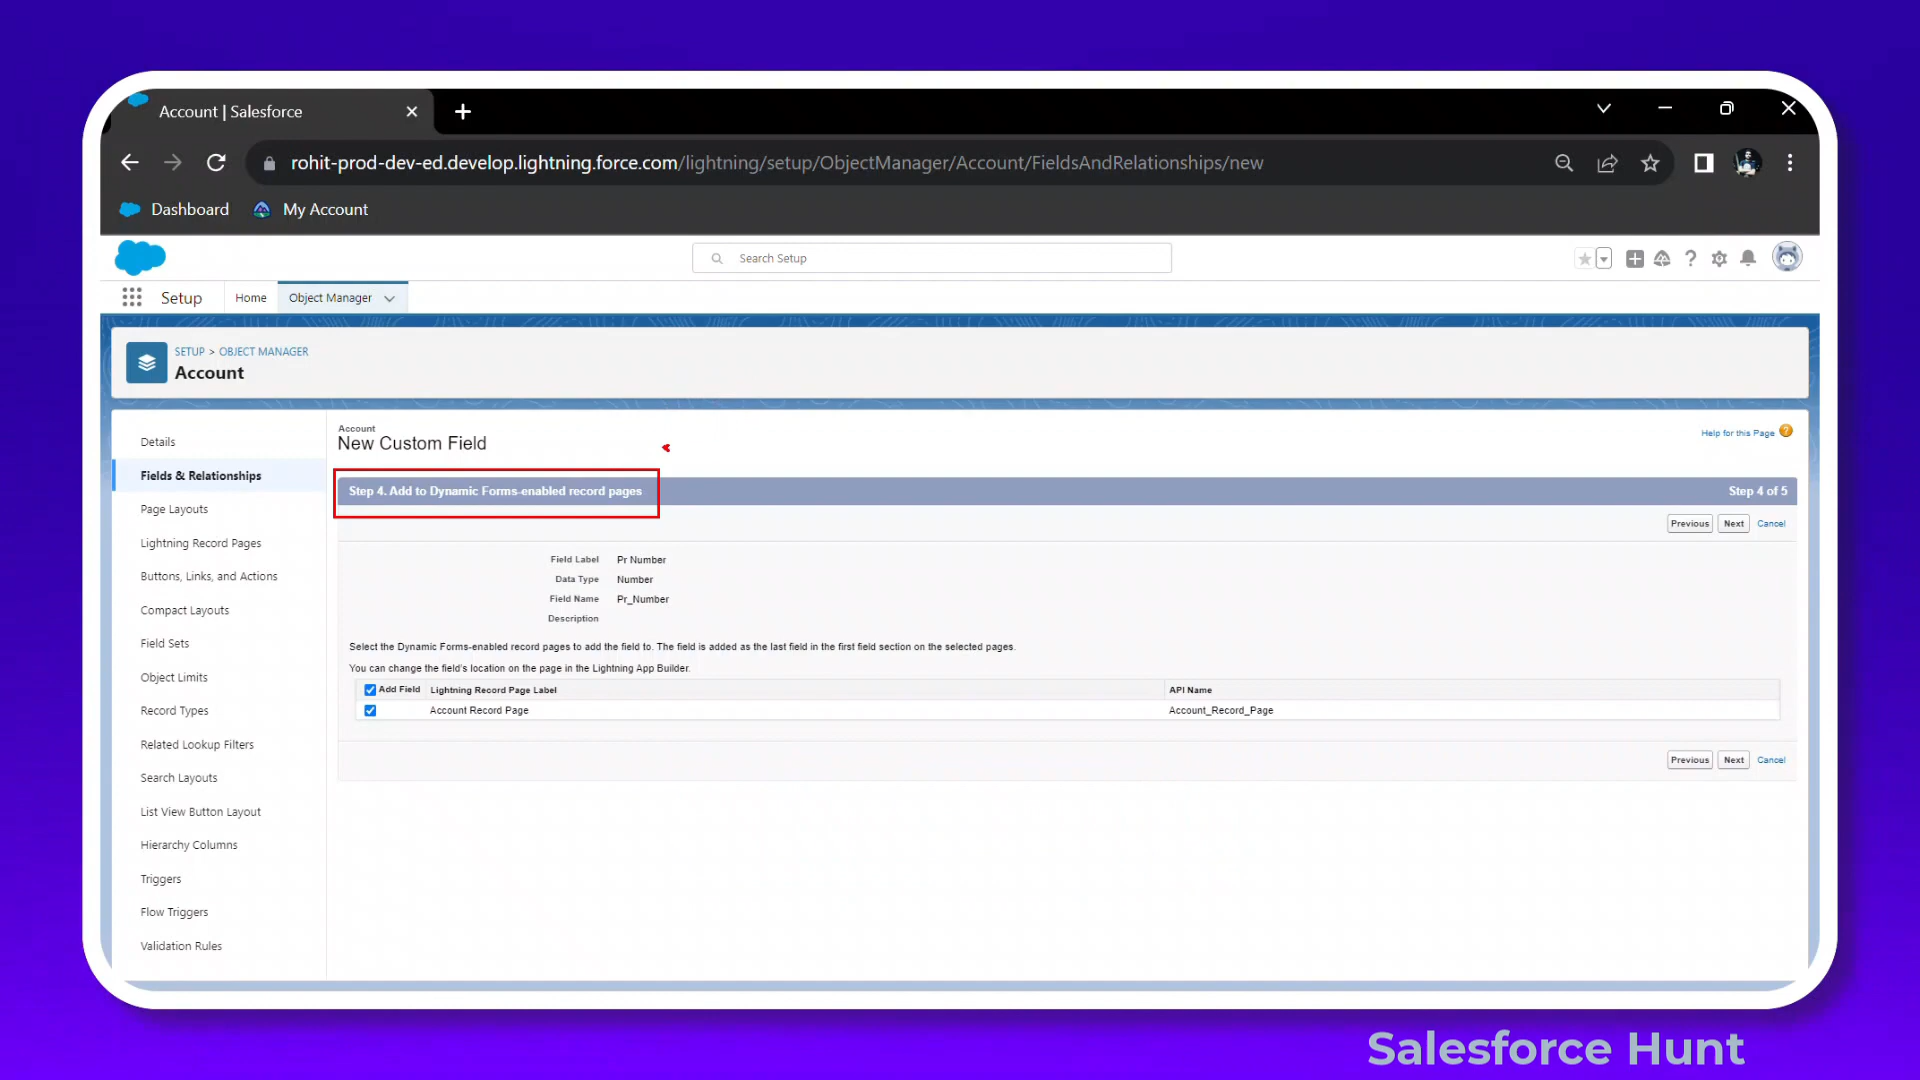 Account | Salesforce
rohit-prod-dev-ed.develop.lightning.force.com/lightning/setup/ObjectManager/Account/FieldsAndRelationships/new
Dashboard My Account
Search Setup
Setup Home Object Manager
SETUP > OBJECT MANAGER
Account
Details
Fields & Relationships
Page Layouts
Lightning Record Pages
Buttons, Links, and Actions
Compact Layouts
Field Sets
Object Limits
Record Types
Related Lookup Filters
Search Layouts
List View Button Layout
Hierarchy Columns
Triggers
Flow Triggers
Validation Rules
Account
New Custom Field
Help for this Page ?
Step 4. Add to Dynamic Forms-enabled record pages Step 4 of 5
Previous Next Cancel
Field Label Pr Number
Data Type Number
Field Name Pr_Number
Description
Select the Dynamic Forms-enabled record pages to add the field to. The field is added as the last field in the first field section on the selected pages.
You can change the field's location on the page in the Lightning App Builder.
Add Field Lightning Record Page Label API Name
Account Record Page Account_Record_Page
Previous Next Cancel
Salesforce Hunt